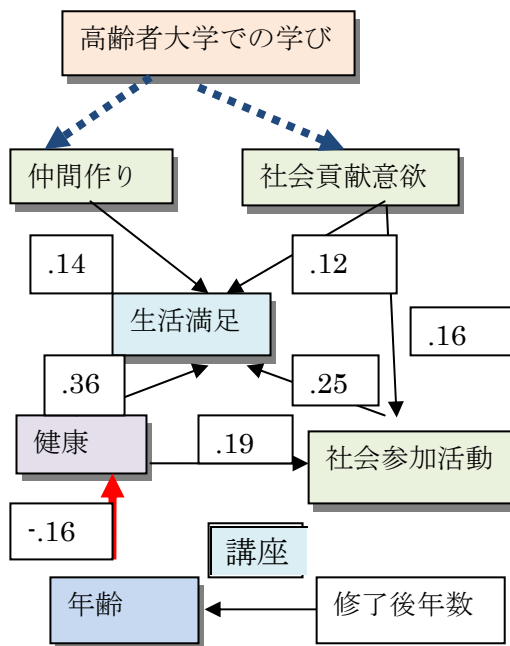 高齢者大学での学び
仲間作り
社会貢献意欲
.14
.12
生活満足
.16
.36
.25
健康
.19
社会参加活動
-.16
講座
年齢
修了後年数